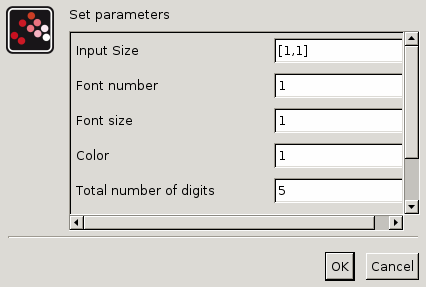 Set parameters
Input Size [1,1]
Font number 1
Font size 1
Color 1
Total number of digits 5
OK Cancel